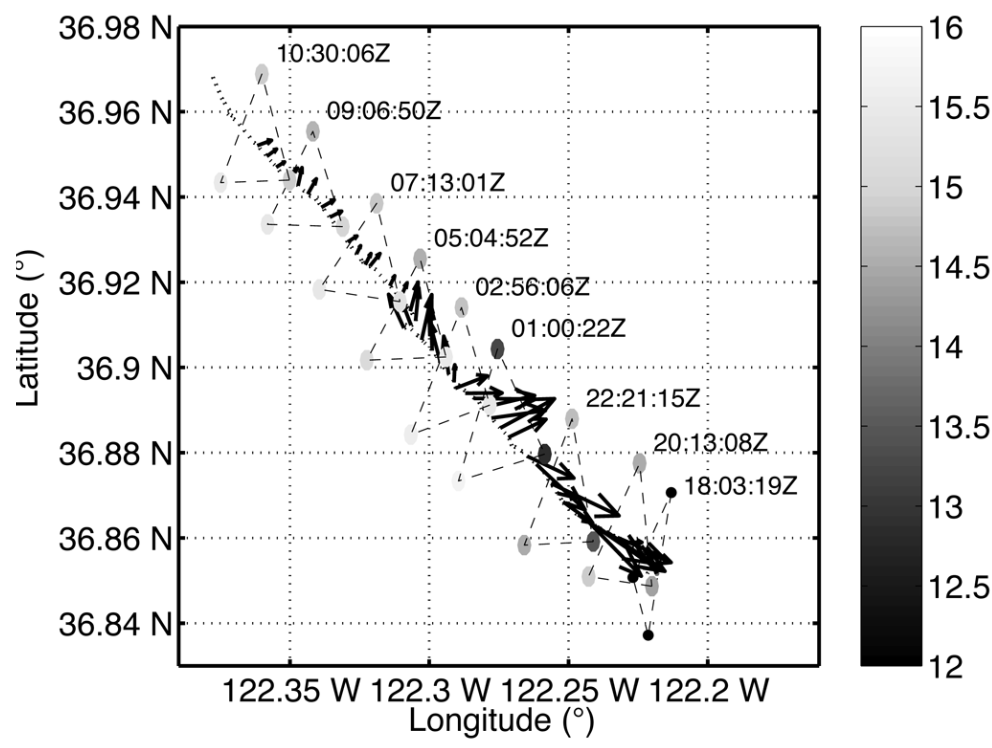 36.98 N
36.96 N
36.94 N
36.92 N
36.9 N
36.88 N
36.86 N
36.84 N
Latitude (°)
10:30:06Z
09:06:50Z
07:13:01Z
05:04:52Z
02:56:06Z
01:00:22Z
22:21:15Z
20:13:08Z
18:03:19Z
122.35 W 122.3 W 122.25 W 122.2 W
Longitude (°)
16
15.5
15
14.5
14
13.5
13
12.5
12